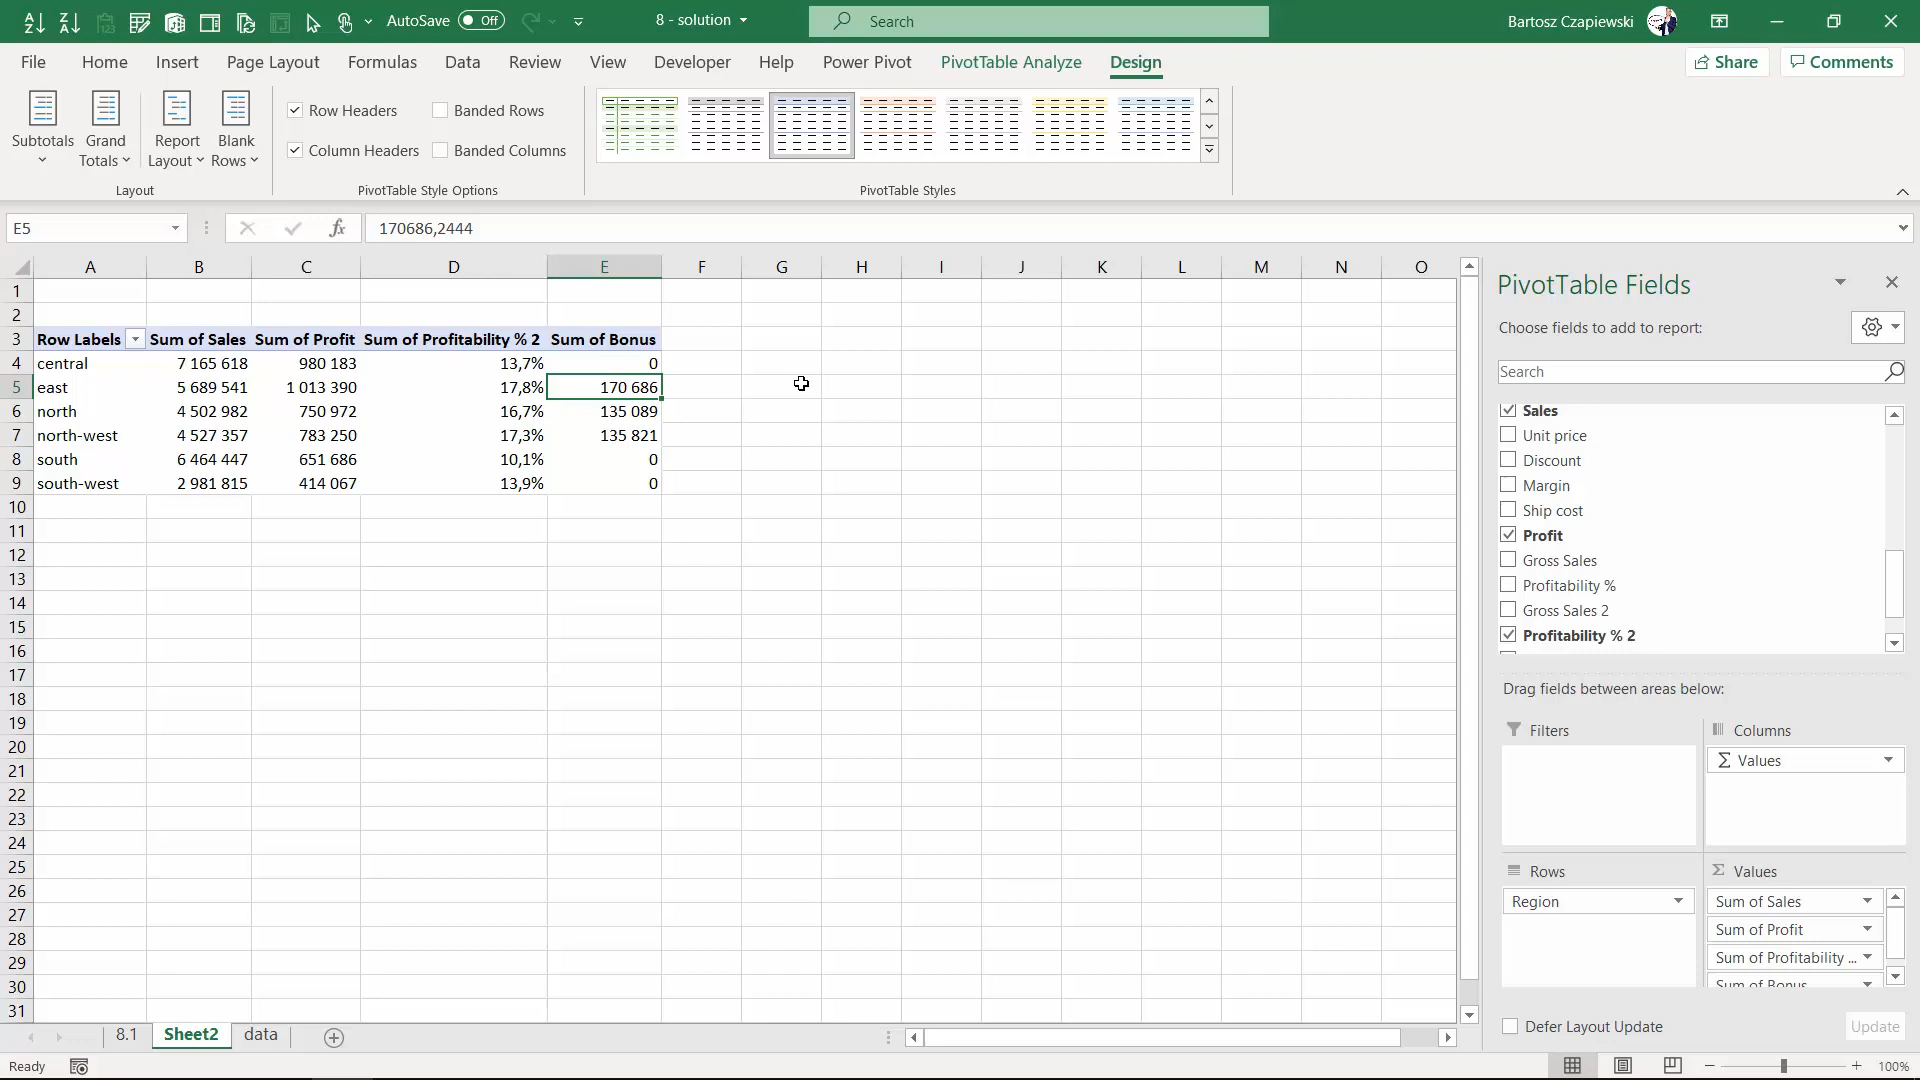 AutoSave Off 8 - solution Search Bartosz Czapiewski
File Home Insert Page Layout Formulas Data Review View Developer Help Power Pivot PivotTable Analyze Design Share Comments
Subtotals Grand Totals Report Layout Blank Rows
Layout
Row Headers Banded Rows
Column Headers Banded Columns
PivotTable Style Options
PivotTable Styles
E5 fx 170686,2444
A B C D E F G H I J K L M N O
1
2
3 Row Labels Sum of Sales Sum of Profit Sum of Profitability % 2 Sum of Bonus
4 central 7 165 618 980 183 13,7% 0
5 east 5 689 541 1 013 390 17,8% 170 686
6 north 4 502 982 750 972 16,7% 135 089
7 north-west 4 527 357 783 250 17,3% 135 821
8 south 6 464 447 651 686 10,1% 0
9 south-west 2 981 815 414 067 13,9% 0
10
11
12
13
14
15
16
17
18
19
20
21
22
23
24
25
26
27
28
29
30
31
PivotTable Fields
Choose fields to add to report:
Search
Sales
Unit price
Discount
Margin
Ship cost
Profit
Gross Sales
Profitability %
Gross Sales 2
Profitability % 2
Drag fields between areas below:
Filters
Columns
Σ Values
Rows
Region
Σ Values
Sum of Sales
Sum of Profit
Sum of Profitability ...
Sum of Bonus
Defer Layout Update Update
8.1 Sheet2 data
Ready 100%